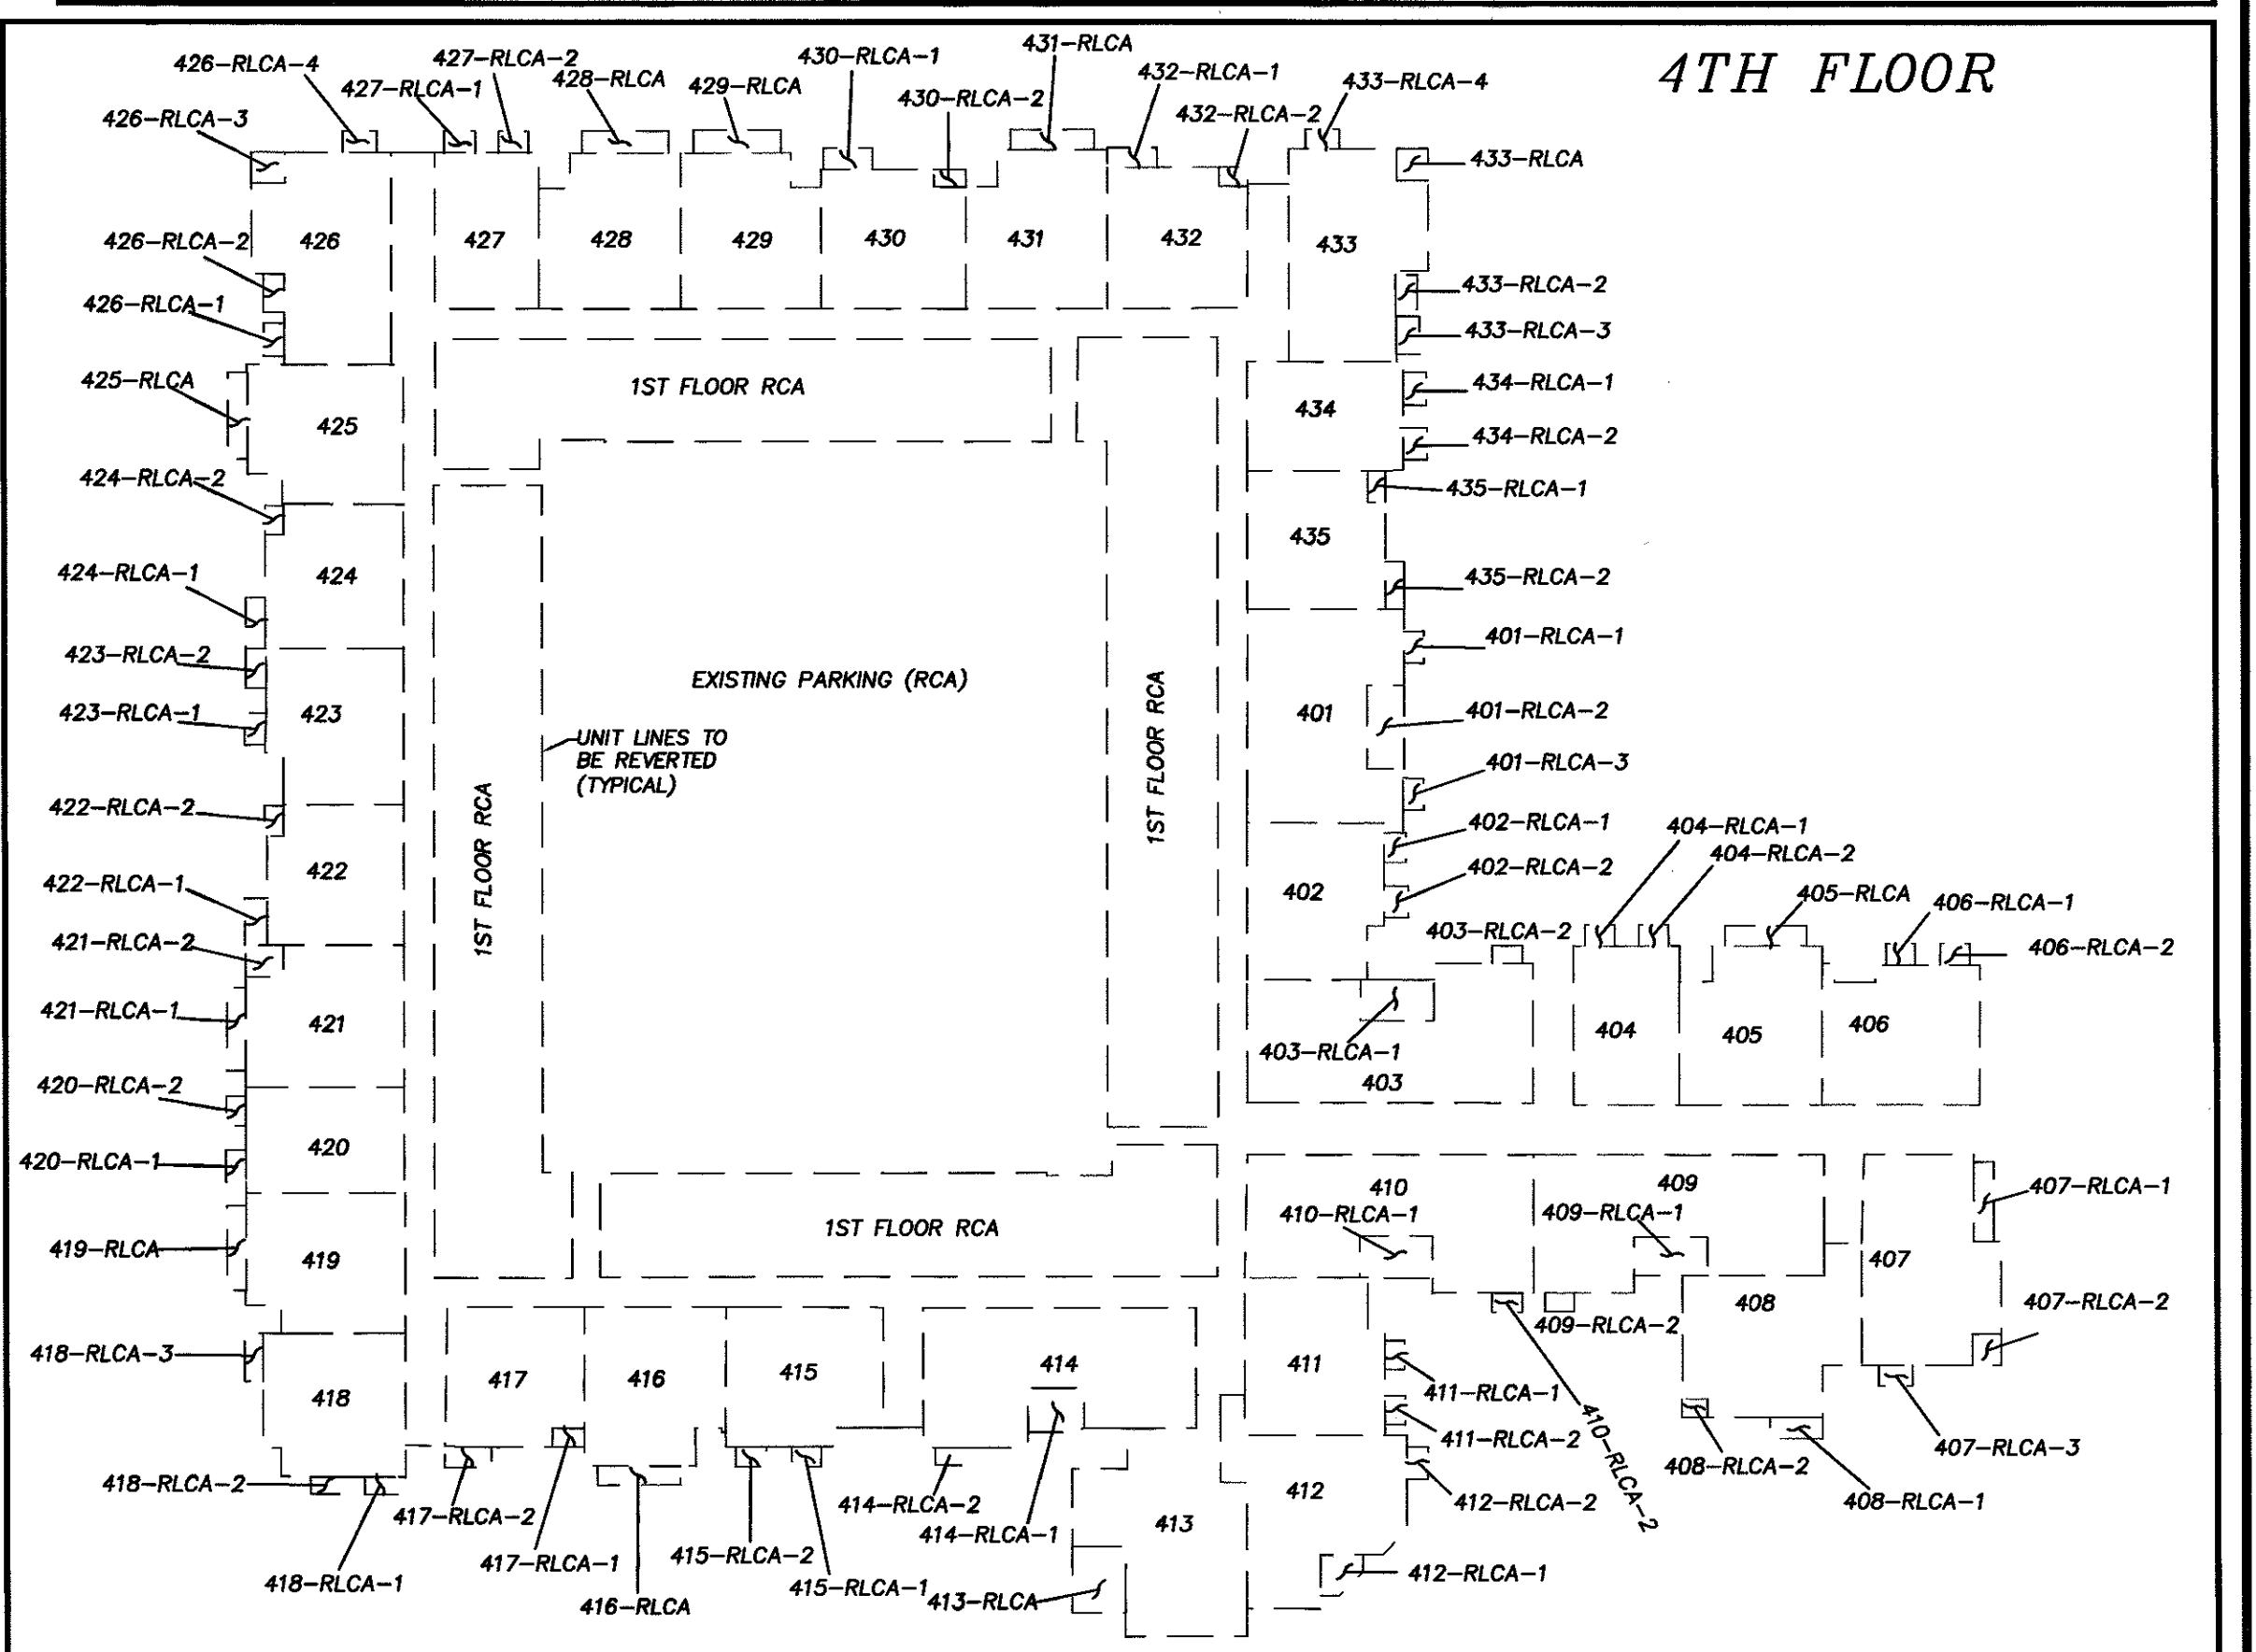 4TH FLOOR
426-RLCA-4
427-RLCA-2
427-RLCA-1
428-RLCA
429-RLCA
430-RLCA-1
431-RLCA
430-RLCA-2
432-RLCA-1
432-RLCA-2
433-RLCA-4
426-RLCA-3
433-RLCA
426-RLCA-2
426
427
428
429
430
431
432
433
433-RLCA-2
426-RLCA-1
433-RLCA-3
425-RLCA
1ST FLOOR RCA
434-RLCA-1
425
434
434-RLCA-2
424-RLCA-2
435-RLCA-1
435
424-RLCA-1
424
435-RLCA-2
423-RLCA-2
401-RLCA-1
EXISTING PARKING (RCA)
423-RLCA-1
423
401
401-RLCA-2
UNIT LINES TO
BE REVERTED
(TYPICAL)
1ST FLOOR RCA
401-RLCA-3
422-RLCA-2
402-RLCA-1
404-RLCA-1
404-RLCA-2
422
1ST FLOOR RCA
402-RLCA-2
422-RLCA-1
402
405-RLCA
406-RLCA-1
403-RLCA-2
421-RLCA-2
406-RLCA-2
421-RLCA-1
421
404
405
406
403-RLCA-1
403
420-RLCA-2
420
420-RLCA-1
410
409
407-RLCA-1
410-RLCA-1
409-RLCA-1
1ST FLOOR RCA
419-RLCA
419
407
408
407-RLCA-2
409-RLCA-2
418-RLCA-3
418
417
416
415
414
411
411-RLCA-1
411-RLCA-2
410-RLCA-2
407-RLCA-3
408-RLCA-2
418-RLCA-2
412
408-RLCA-1
417-RLCA-2
414-RLCA-2
412-RLCA-2
413
414-RLCA-1
417-RLCA-1
415-RLCA-2
412-RLCA-1
418-RLCA-1
415-RLCA-1
413-RLCA
416-RLCA